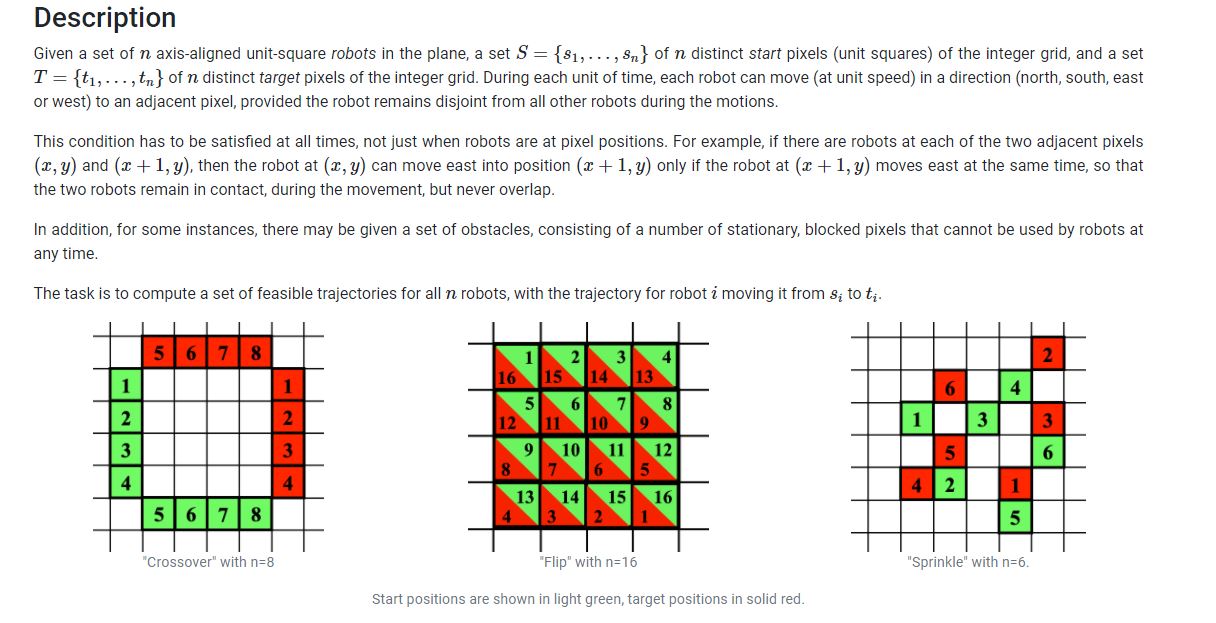 Description
Given a set of n axis-aligned unit-square robots in the plane, a set S = {s₁, . . . , sₙ} of n distinct start pixels (unit squares) of the integer grid, and a set
T = {t₁, . . . , tₙ} of n distinct target pixels of the integer grid. During each unit of time, each robot can move (at unit speed) in a direction (north, south, east
or west) to an adjacent pixel, provided the robot remains disjoint from all other robots during the motions.
This condition has to be satisfied at all times, not just when robots are at pixel positions. For example, if there are robots at each of the two adjacent pixels
(x, y) and (x + 1, y), then the robot at (x, y) can move east into position (x + 1, y) only if the robot at (x + 1, y) moves east at the same time, so that
the two robots remain in contact, during the movement, but never overlap.
In addition, for some instances, there may be given a set of obstacles, consisting of a number of stationary, blocked pixels that cannot be used by robots at
any time.
The task is to compute a set of feasible trajectories for all n robots, with the trajectory for robot i moving it from sᵢ to tᵢ.
5 6 7 8
1 1
2 2
3 3
4 4
5 6 7 8
"Crossover" with n=8
1 2 3 4
16 15 14 13
5 6 7 8
12 11 10 9
9 10 11 12
8 7 6 5
13 14 15 16
4 3 2 1
"Flip" with n=16
2
6 4
1 3 3
5 6
4 2 1
5
"Sprinkle" with n=6.
Start positions are shown in light green, target positions in solid red.